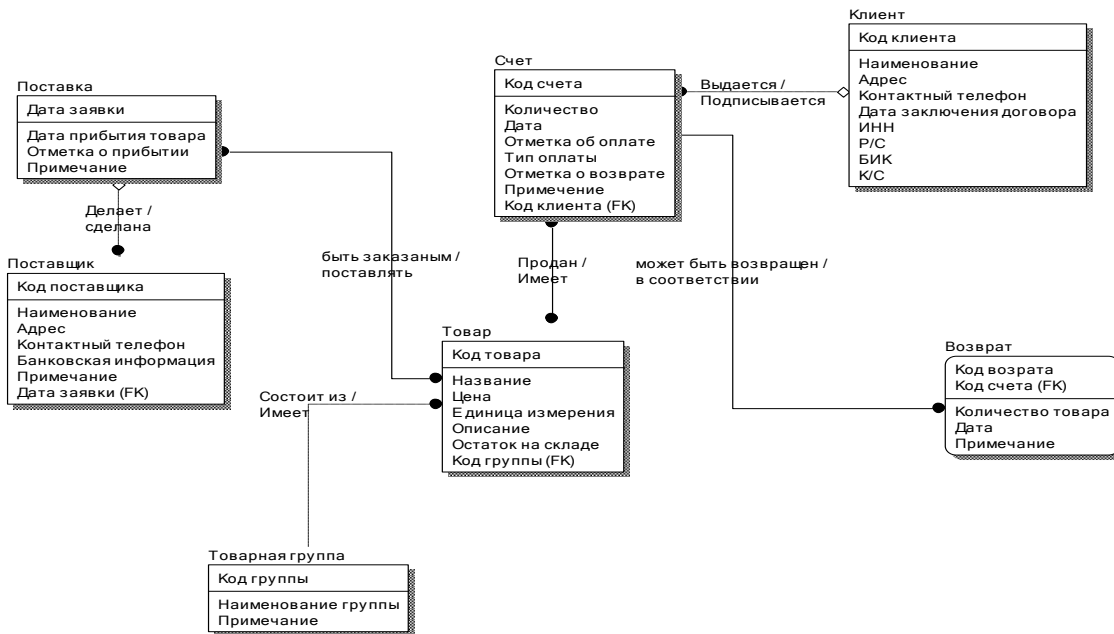 Клиент
Код клиента
Наименование
Адрес
Контактный телефон
Дата заключения договора
ИНН
Р/С
БИК
К/С
Счет
Код счета
Количество
Дата
Отметка об оплате
Тип оплаты
Отметка о возврате
Примечение
Код клиента (FK)
Выдается /
Подписывается
Поставка
Дата заявки
Дата прибытия товара
Отметка о прибытии
Примечание
Делает /
сделана
Поставщик
Код поставщика
Наименование
Адрес
Контактный телефон
Банковская информация
Примечание
Дата заявки (FK)
быть заказаным /
поставлять
Продан /
Имеет
может быть возвращен /
в соответствии
Товар
Код товара
Название
Цена
Единица измерения
Описание
Остаток на складе
Код группы (FK)
Состоит из /
Имеет
Возврат
Код возрата
Код счета (FK)
Количество товара
Дата
Примечание
Товарная группа
Код группы
Наименование группы
Примечание